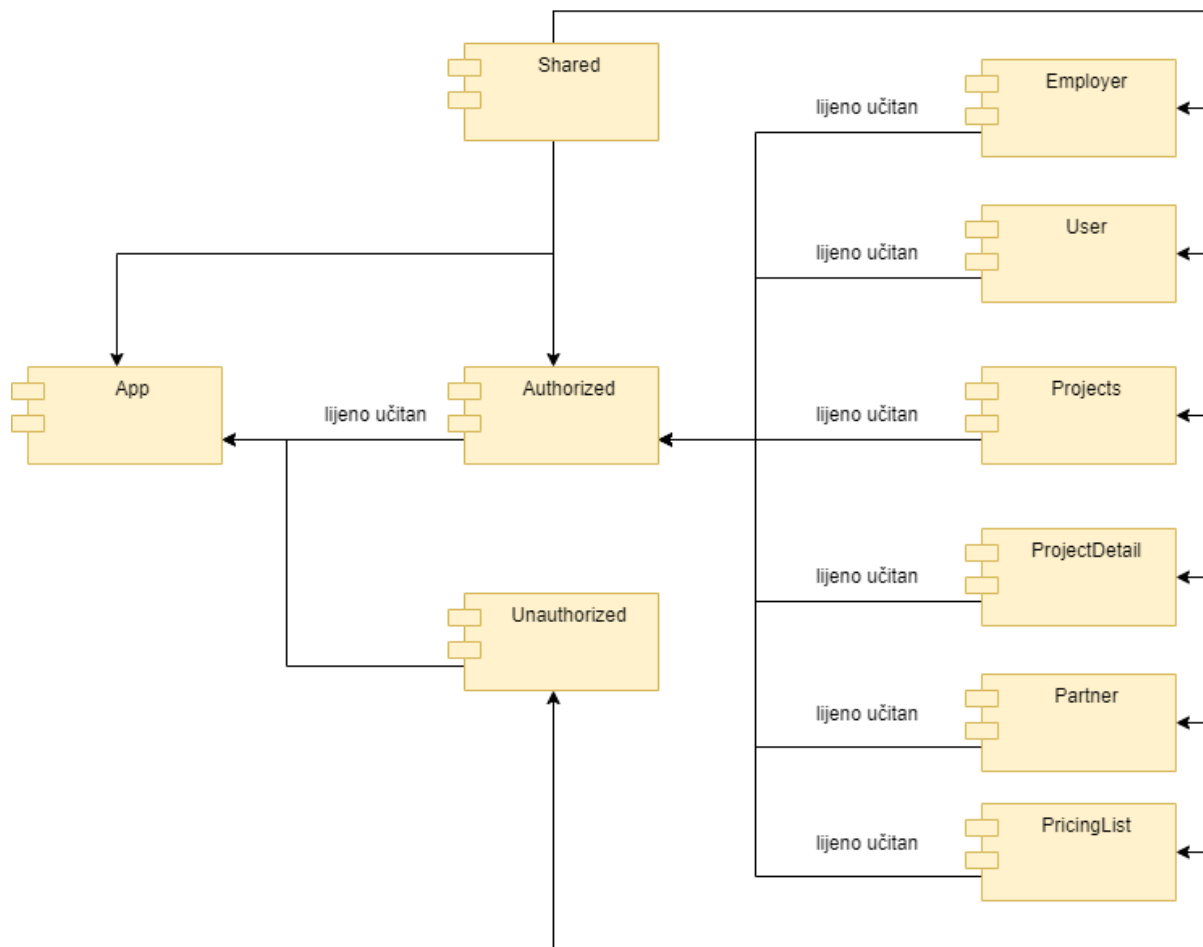 Shared
Employer
lijeno učitan
User
lijeno učitan
App
lijeno učitan
Authorized
lijeno učitan
Projects
ProjectDetail
lijeno učitan
Unauthorized
Partner
lijeno učitan
PricingList
lijeno učitan